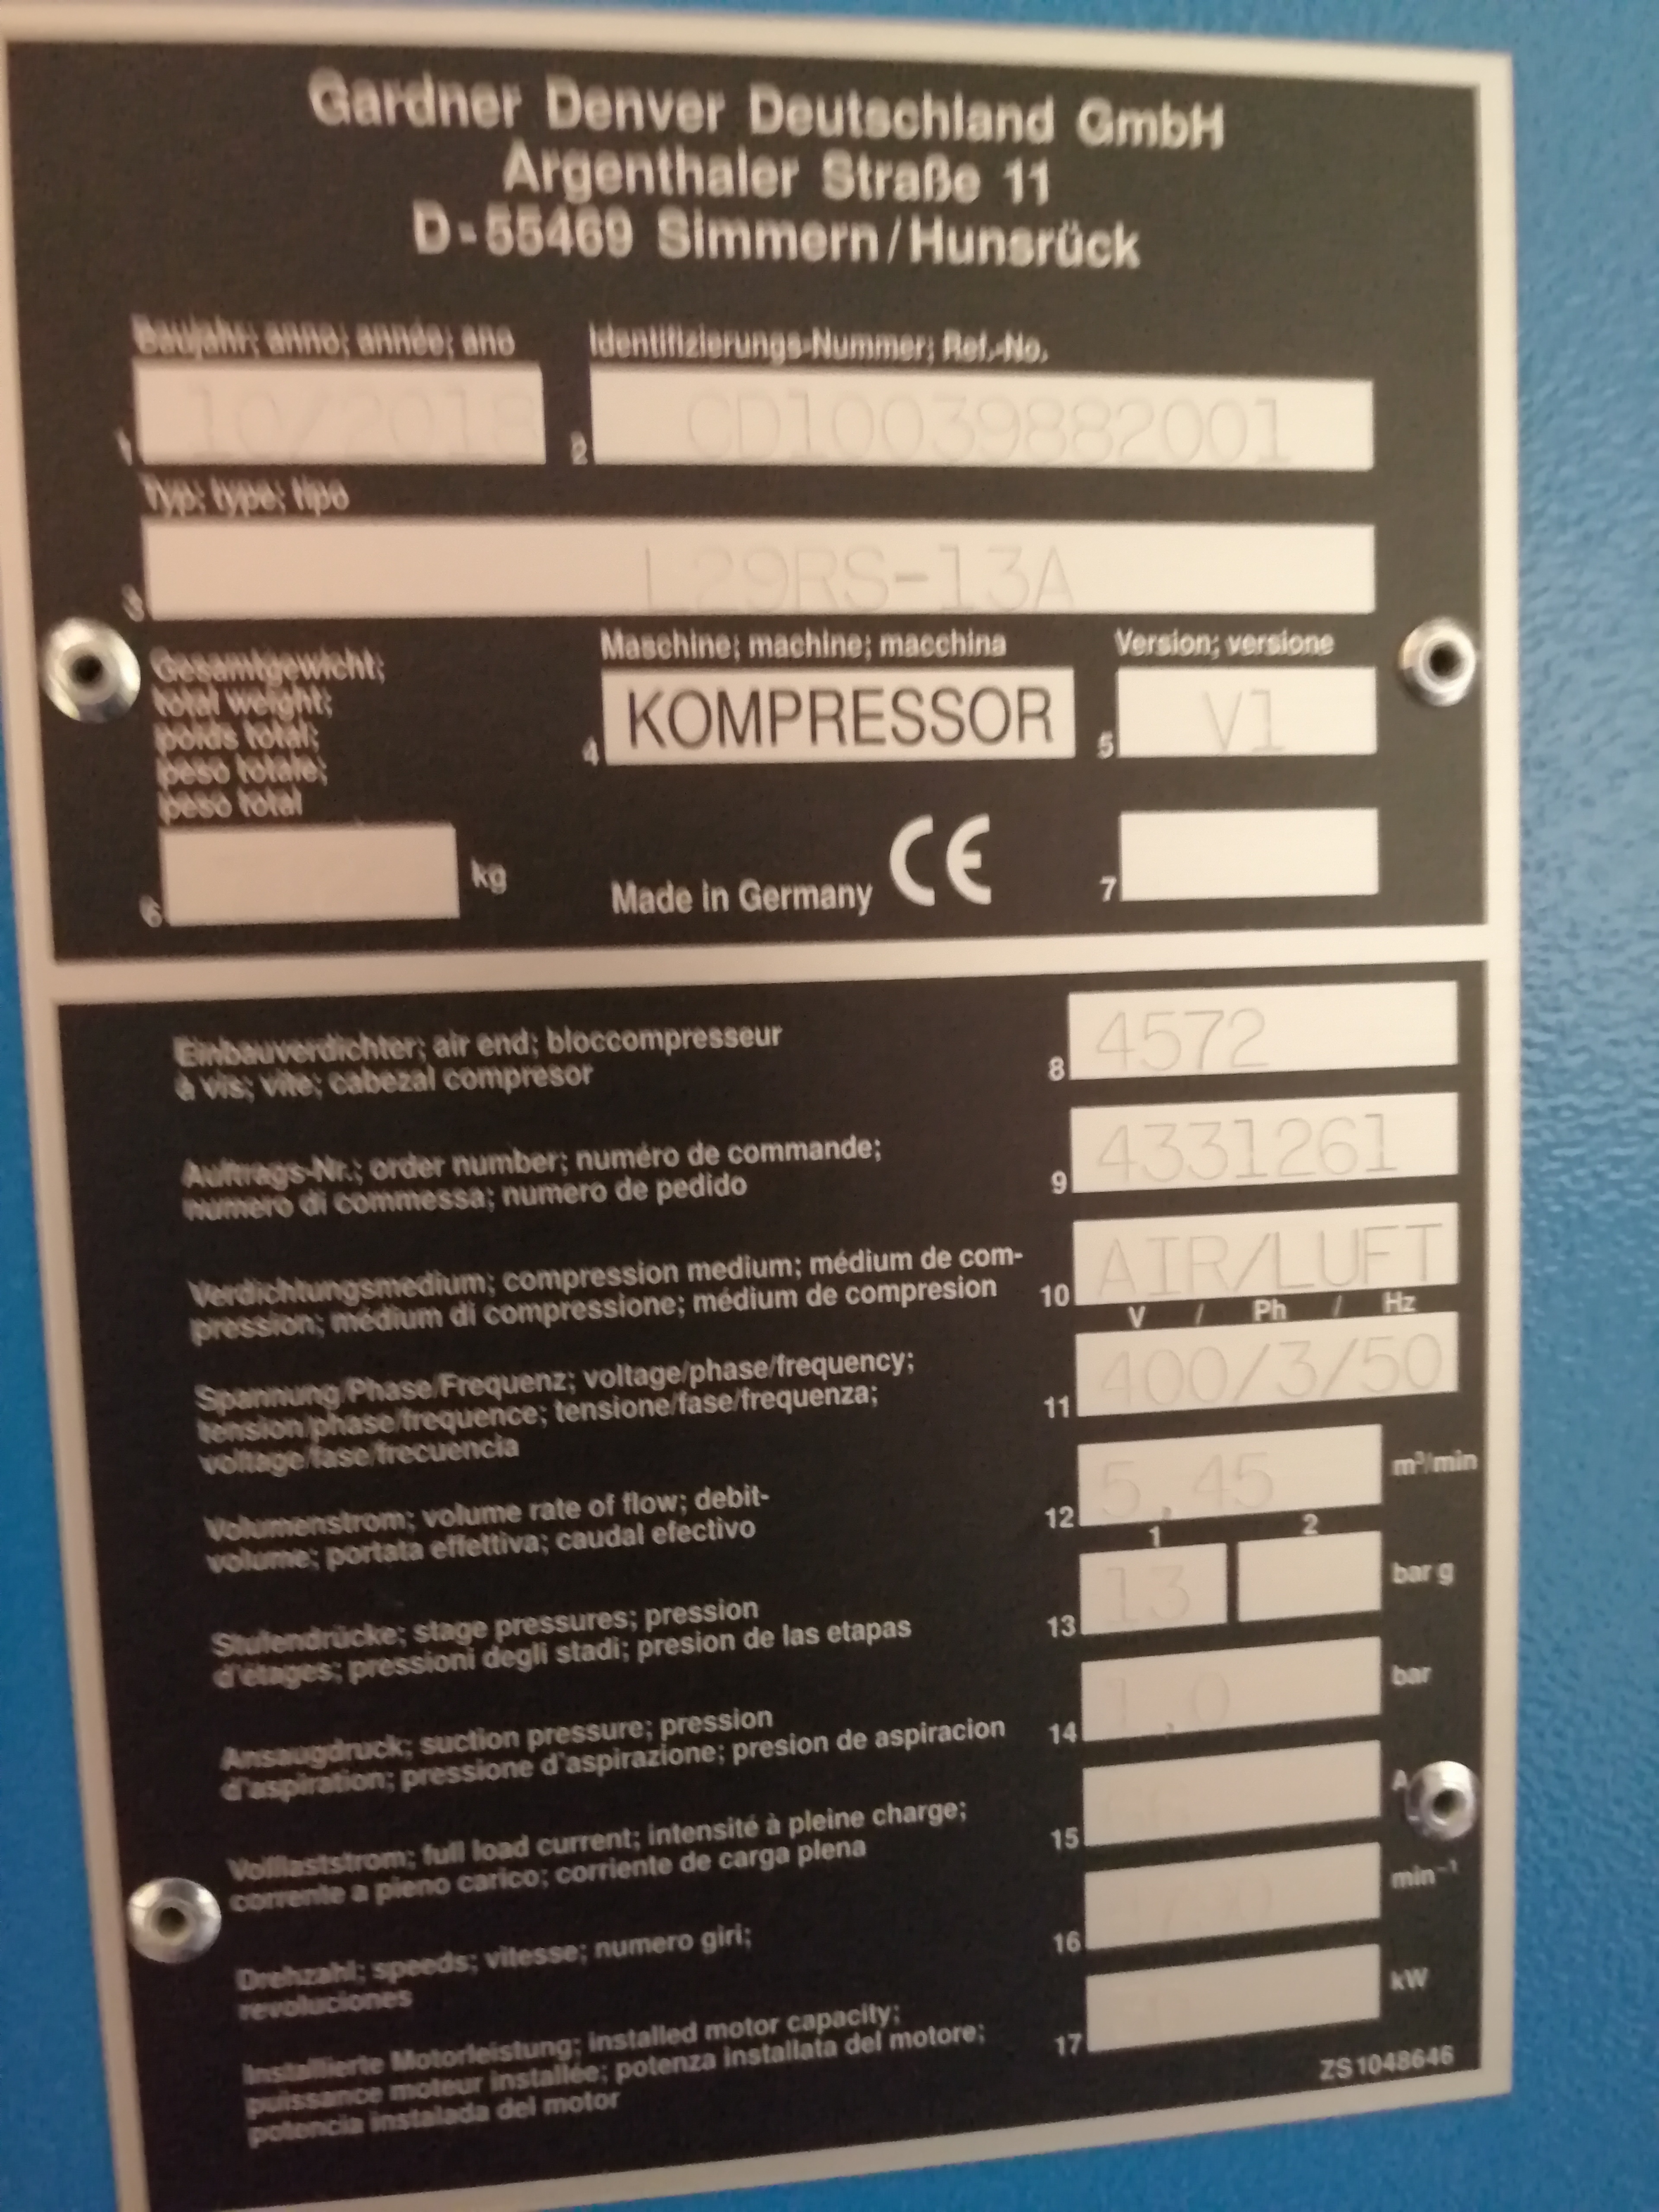 Gardner Denver Deutschland GmbH
Argenthaler Straße 11
D-55469 Simmern/Hunsrück
Baujahr; anno; année; ano
Identifizierungs-Nummer; Ref.-No.
1 10/2018
2 CD10039882001
Typ; type; tipo
3 L29RS-13A
Gesamtgewicht;
total weight;
poids total;
peso totale;
peso total
Maschine; machine; macchina
4 KOMPRESSOR
Version; versione
5 V1
6 kg
Made in Germany CE
7
Einbauverdichter; air end; bloccompresseur
à vis; vite; cabezal compresor
8 4572
Auftrags-Nr.; order number; numéro de commande;
numero di commessa; numero de pedido
9 4331261
Verdichtungsmedium; compression medium; médium de com-
pression; médium di compressione; médium de compresion
10 AIR/LUFT
V / Ph / Hz
Spannung/Phase/Frequenz; voltage/phase/frequency;
tension/phase/frequence; tensione/fase/frequenza;
voltage/fase/frecuencia
11 400/3/50
Volumenstrom; volume rate of flow; debit-
volume; portata effettiva; caudal efectivo
12 5,45 m³/min
1 2
Stufendrücke; stage pressures; pression
d'étages; pressioni degli stadi; presion de las etapas
13 13 bar g
Ansaugdruck; suction pressure; pression
d'aspiration; pressione d'aspirazione; presion de aspiracion
14 1,0 bar
Vollaststrom; full load current; intensité à pleine charge;
corrente a pieno carico; corriente de carga plena
15 A
Drehzahl; speeds; vitesse; numero giri;
revoluciones
16 min⁻¹
Installierte Motorleistung; installed motor capacity;
puissance moteur installée; potenza installata del motore;
potencia instalada del motor
17 kW
ZS1048646